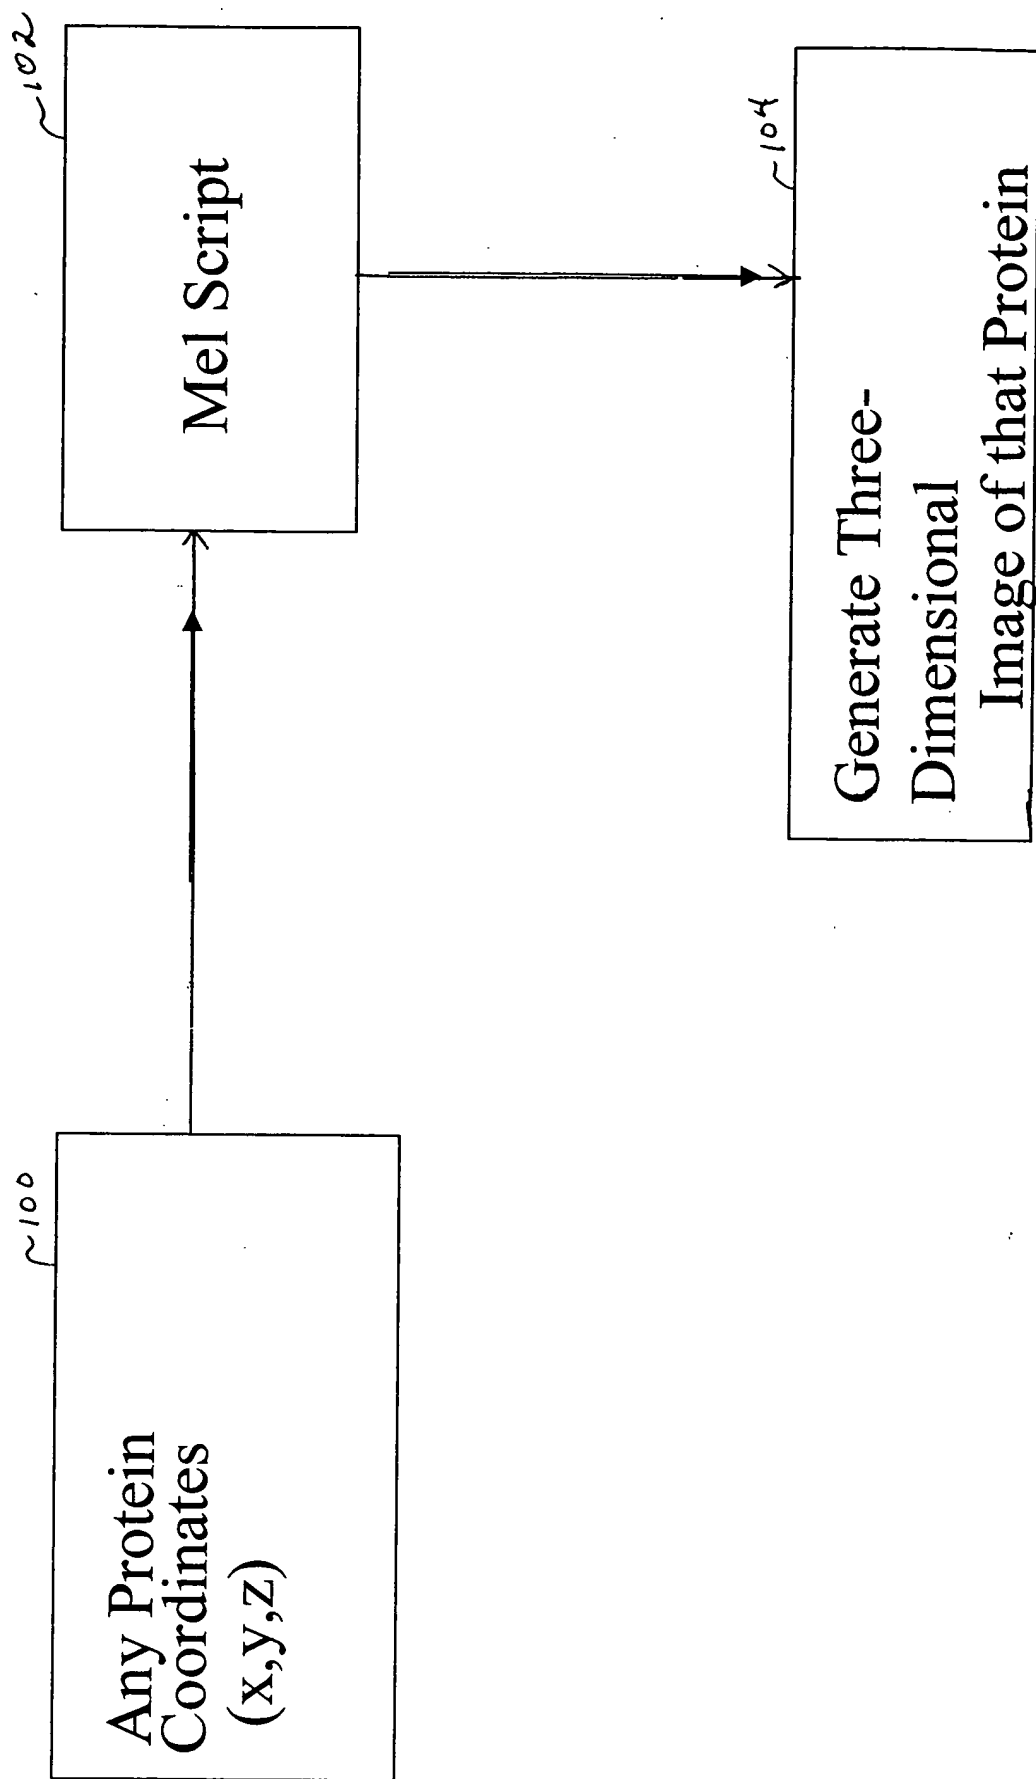 ~100
Any Protein
Coordinates
(x,y,z)
~102
Mel Script
~104
Generate Three-
Dimensional
Image of that Protein